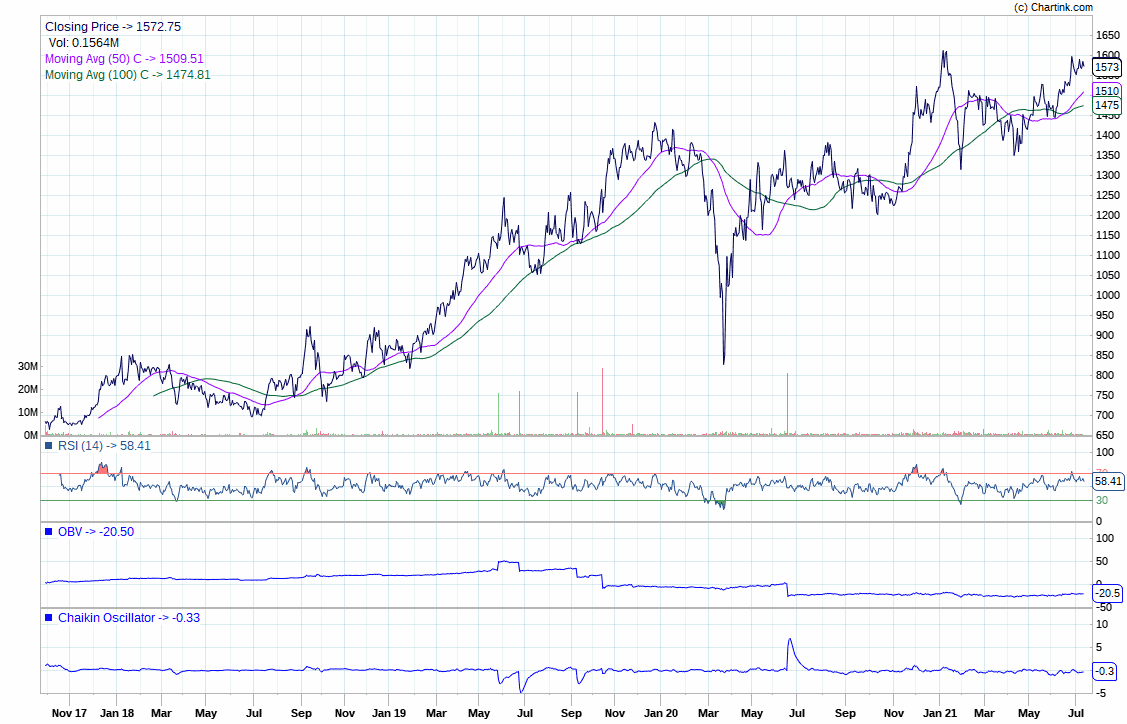 (c) Chartink.com
Closing Price -> 1572.75
Vol: 0.1564M
Moving Avg (50) C -> 1509.51
Moving Avg (100) C -> 1474.81
1650
1600
1573
1550
1510
1475
1450
1400
1350
1300
1250
1200
1150
1100
1050
1000
950
900
850
800
750
700
650
30M
20M
10M
0M
RSI (14) -> 58.41
100
70
58.41
30
0
OBV -> -20.50
100
50
0
-20.5
-50
Chaikin Oscillator -> -0.33
10
5
-0.3
-5
Nov 17 Jan 18 Mar May Jul Sep Nov Jan 19 Mar May Jul Sep Nov Jan 20 Mar May Jul Sep Nov Jan 21 Mar May Jul